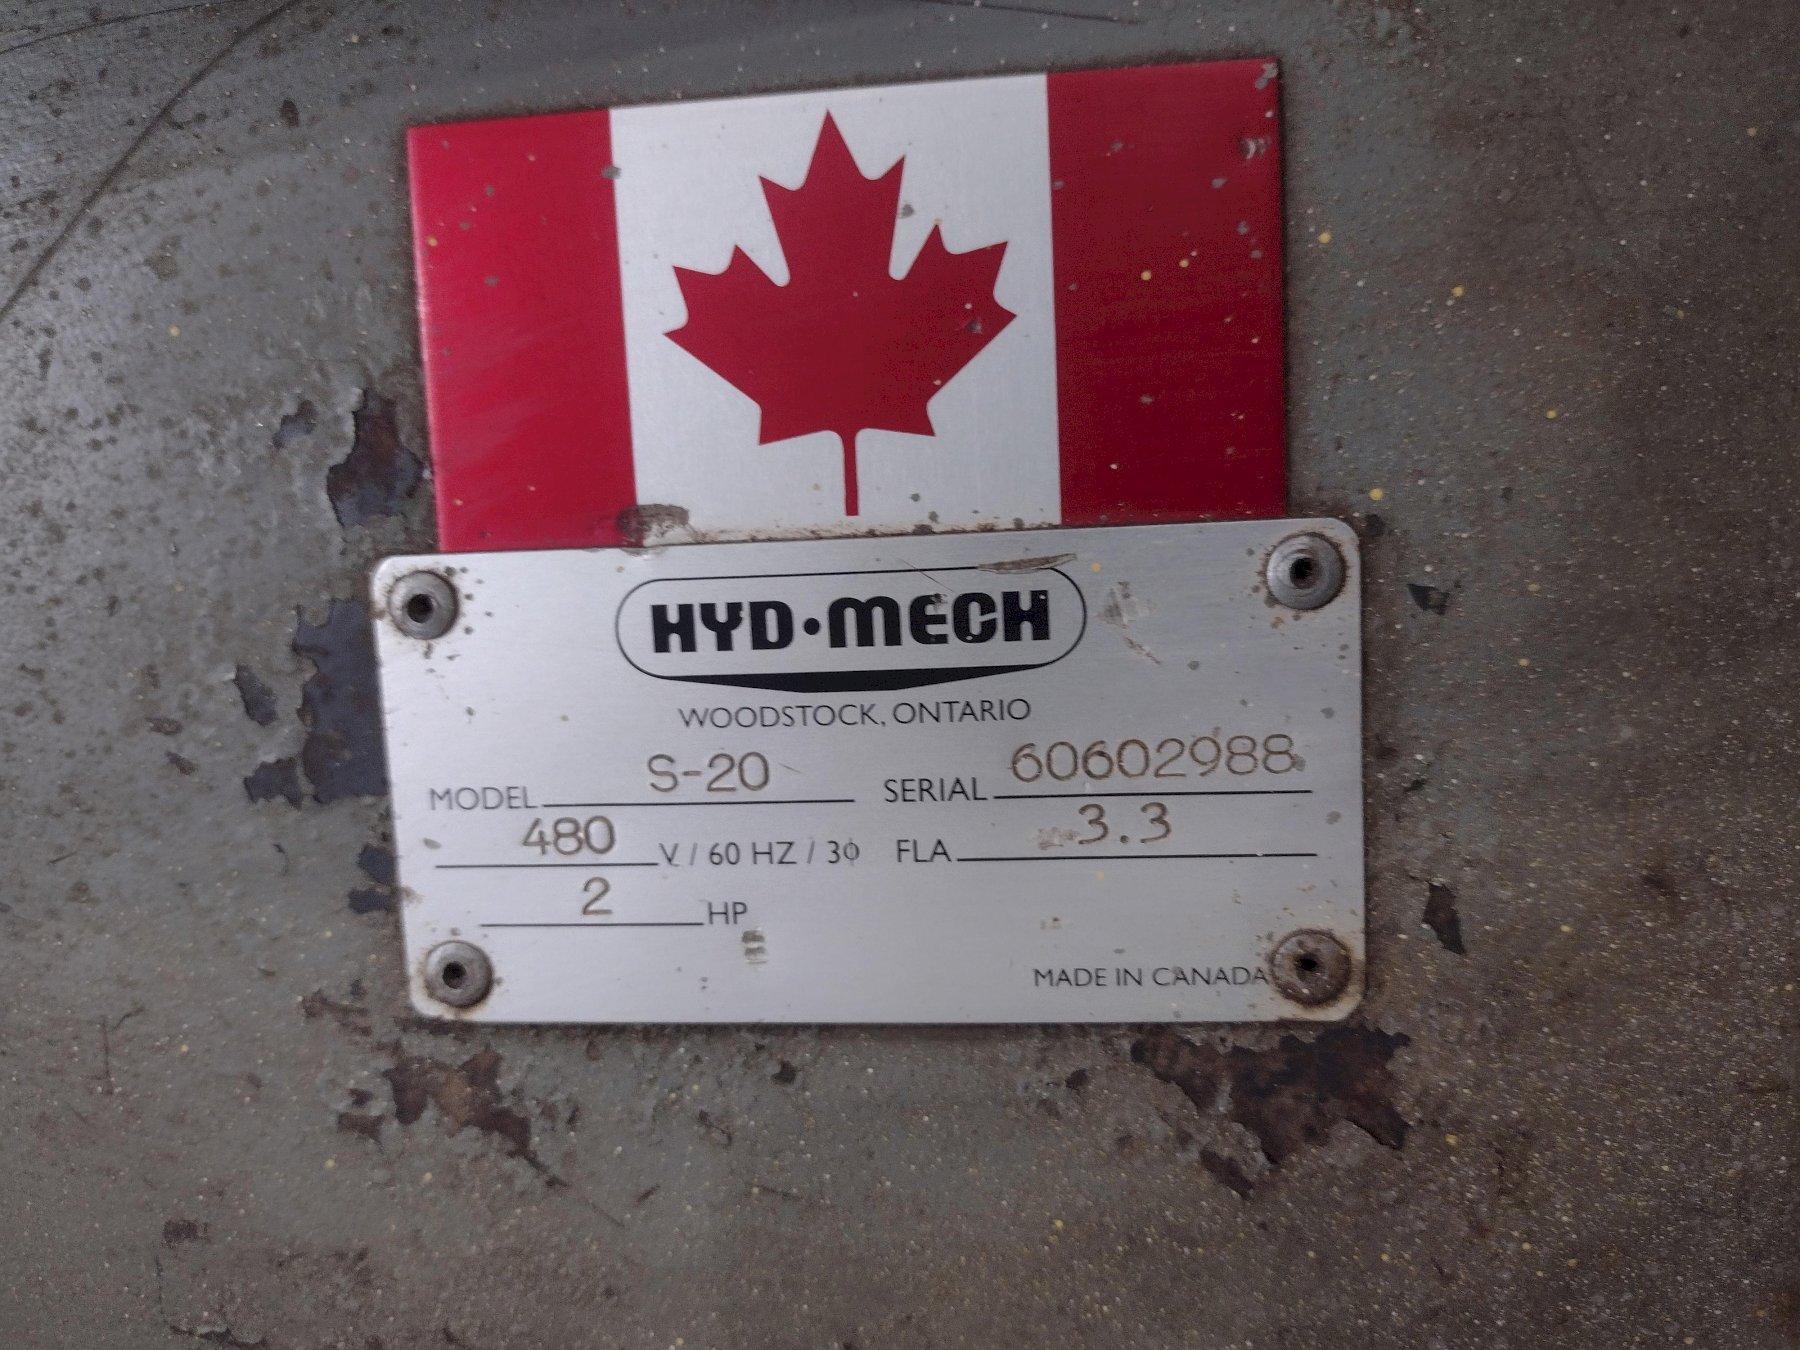 HYD·MECH
WOODSTOCK, ONTARIO
MODEL S-20 SERIAL 60602988
480 V / 60 HZ / 3ϕ FLA 3.3
2 HP
MADE IN CANADA